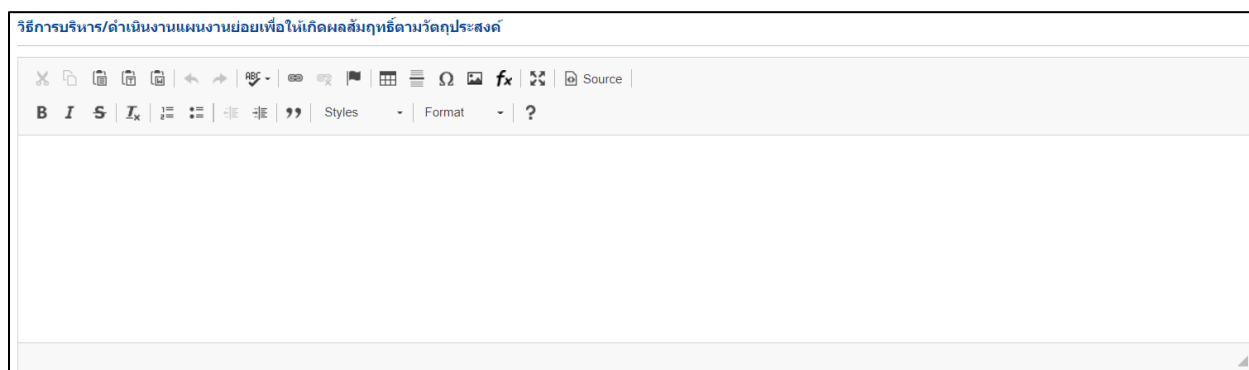 วิธีการบริหาร/ดำเนินงานแผนงานย่อยเพื่อให้เกิดผลสัมฤทธิ์ตามวัตถุประสงค์
ABC Ω fx Source
B I S Ix Styles Format ?